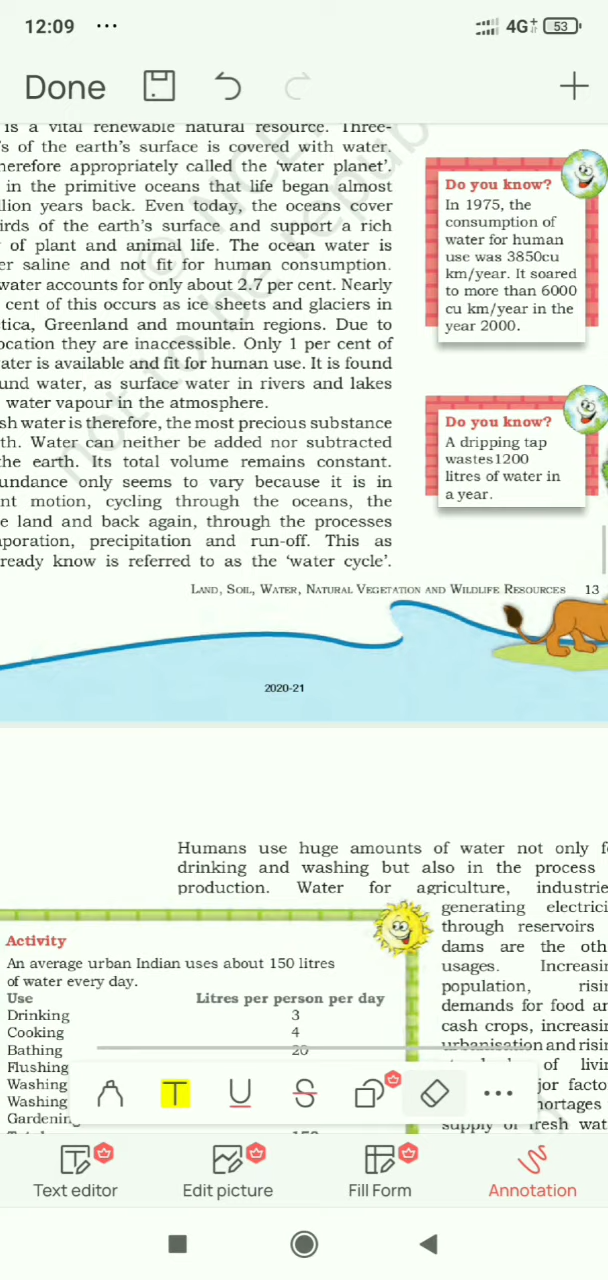 12:09 ...
4G+ 53
Done
is a vital renewable natural resource. Three-
's of the earth's surface is covered with water.
herefore appropriately called the 'water planet'.
in the primitive oceans that life began almost
llion years back. Even today, the oceans cover
irds of the earth's surface and support a rich
of plant and animal life. The ocean water is
er saline and not fit for human consumption.
water accounts for only about 2.7 per cent. Nearly
cent of this occurs as ice sheets and glaciers in
tica, Greenland and mountain regions. Due to
ocation they are inaccessible. Only 1 per cent of
ater is available and fit for human use. It is found
und water, as surface water in rivers and lakes
water vapour in the atmosphere.
sh water is therefore, the most precious substance
th. Water can neither be added nor subtracted
the earth. Its total volume remains constant.
undance only seems to vary because it is in
nt motion, cycling through the oceans, the
e land and back again, through the processes
aporation, precipitation and run-off. This as
ready know is referred to as the 'water cycle'.
Do you know?
In 1975, the
consumption of
water for human
use was 3850cu
km/year. It soared
to more than 6000
cu km/year in the
year 2000.
Do you know?
A dripping tap
wastes1200
litres of water in
a year.
not to be repub
Land, Soil, Water, Natural Vegetation and Wildlife Resources 13
2020-21
Humans use huge amounts of water not only f
drinking and washing but also in the process
production. Water for agriculture, industrie
generating electrici
through reservoirs
dams are the oth
usages. Increasin
population, risin
demands for food an
cash crops, increasin
urbanisation and risin
of livin
jor facto
hortages
supply of fresh wat
Activity
An average urban Indian uses about 150 litres
of water every day.
Use Litres per person per day
Drinking 3
Cooking 4
Bathing 20
Flushing
Washing
Washing
Gardening
T U S
Text editor Edit picture Fill Form Annotation